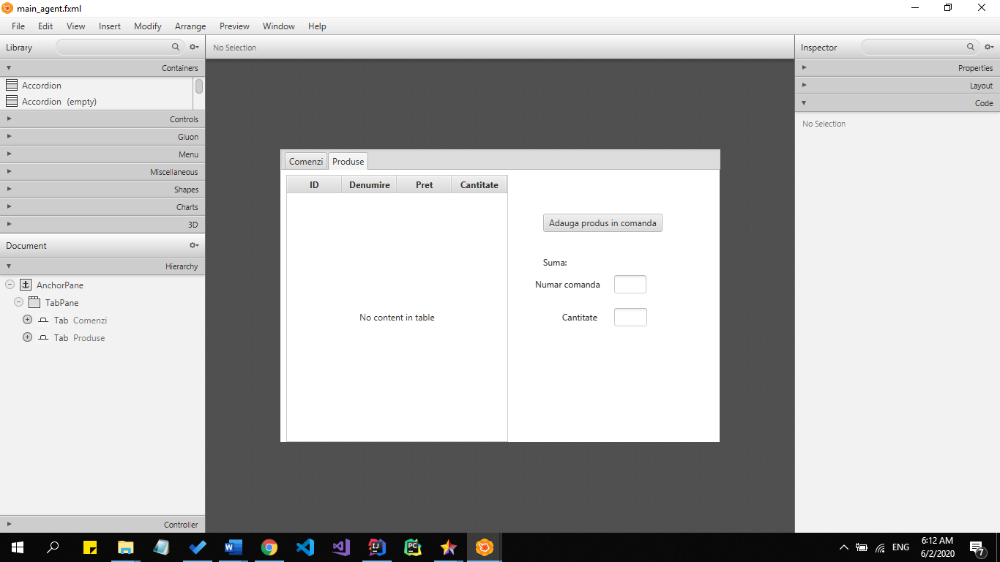 main_agent.fxml
File Edit View Insert Modify Arrange Preview Window Help
Library
No Selection
Inspector
Containers
Accordion
Accordion (empty)
Controls
Gluon
Menu
Miscellaneous
Shapes
Charts
3D
Document
Hierarchy
AnchorPane
TabPane
Tab Comenzi
Tab Produse
Controller
Comenzi Produse
ID Denumire Pret Cantitate
No content in table
Adauga produs in comanda
Suma:
Numar comanda
Cantitate
Properties
Layout
Code
No Selection
W
IJ
PC
ENG
6:12 AM
6/2/2020
7